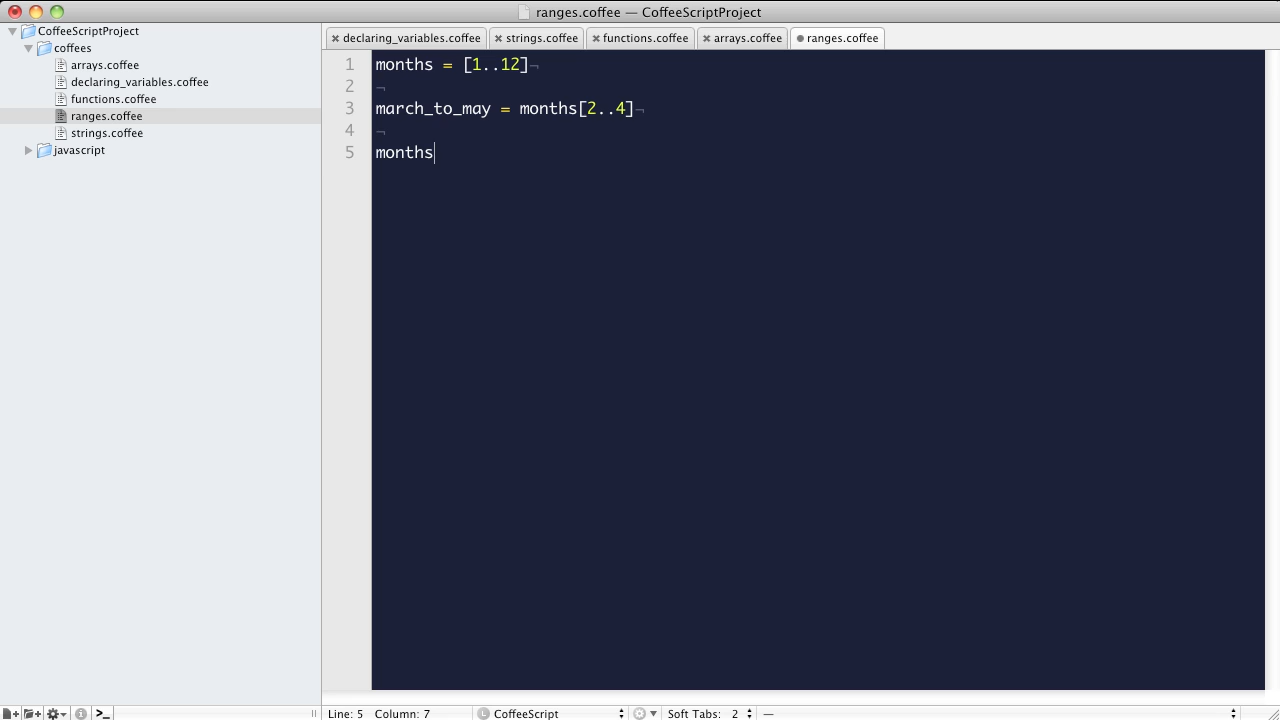 ranges.coffee — CoffeeScriptProject
CoffeeScriptProject
coffees
arrays.coffee
declaring_variables.coffee
functions.coffee
ranges.coffee
strings.coffee
javascript
declaring_variables.coffee strings.coffee functions.coffee arrays.coffee ranges.coffee
1 months = [1..12]¬
2 ¬
3 march_to_may = months[2..4]¬
4 ¬
5 months
Line: 5 Column: 7 L CoffeeScript Soft Tabs: 2 —